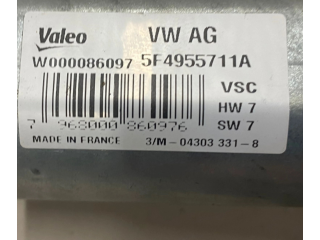 Valeo VW AG
W000086097 5F4955711A
VSC
HW 7
7 968000 860976 SW 7
MADE IN FRANCE 3/M - 04303 331 - 8